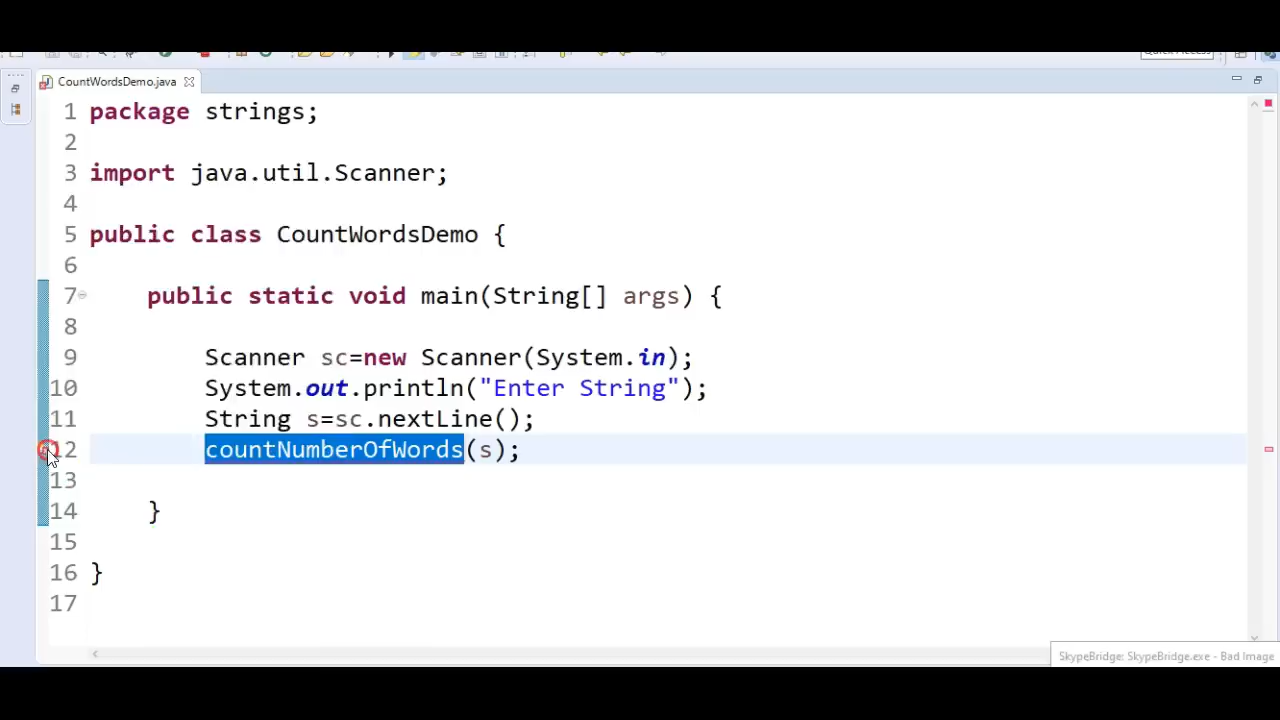 CountWordsDemo.java
1 package strings;
2
3 import java.util.Scanner;
4
5 public class CountWordsDemo {
6
7 public static void main(String[] args) {
8
9 Scanner sc=new Scanner(System.in);
10 System.out.println("Enter String");
11 String s=sc.nextLine();
12 countNumberOfWords(s);
13
14 }
15
16 }
17
SkypeBridge: SkypeBridge.exe - Bad Image